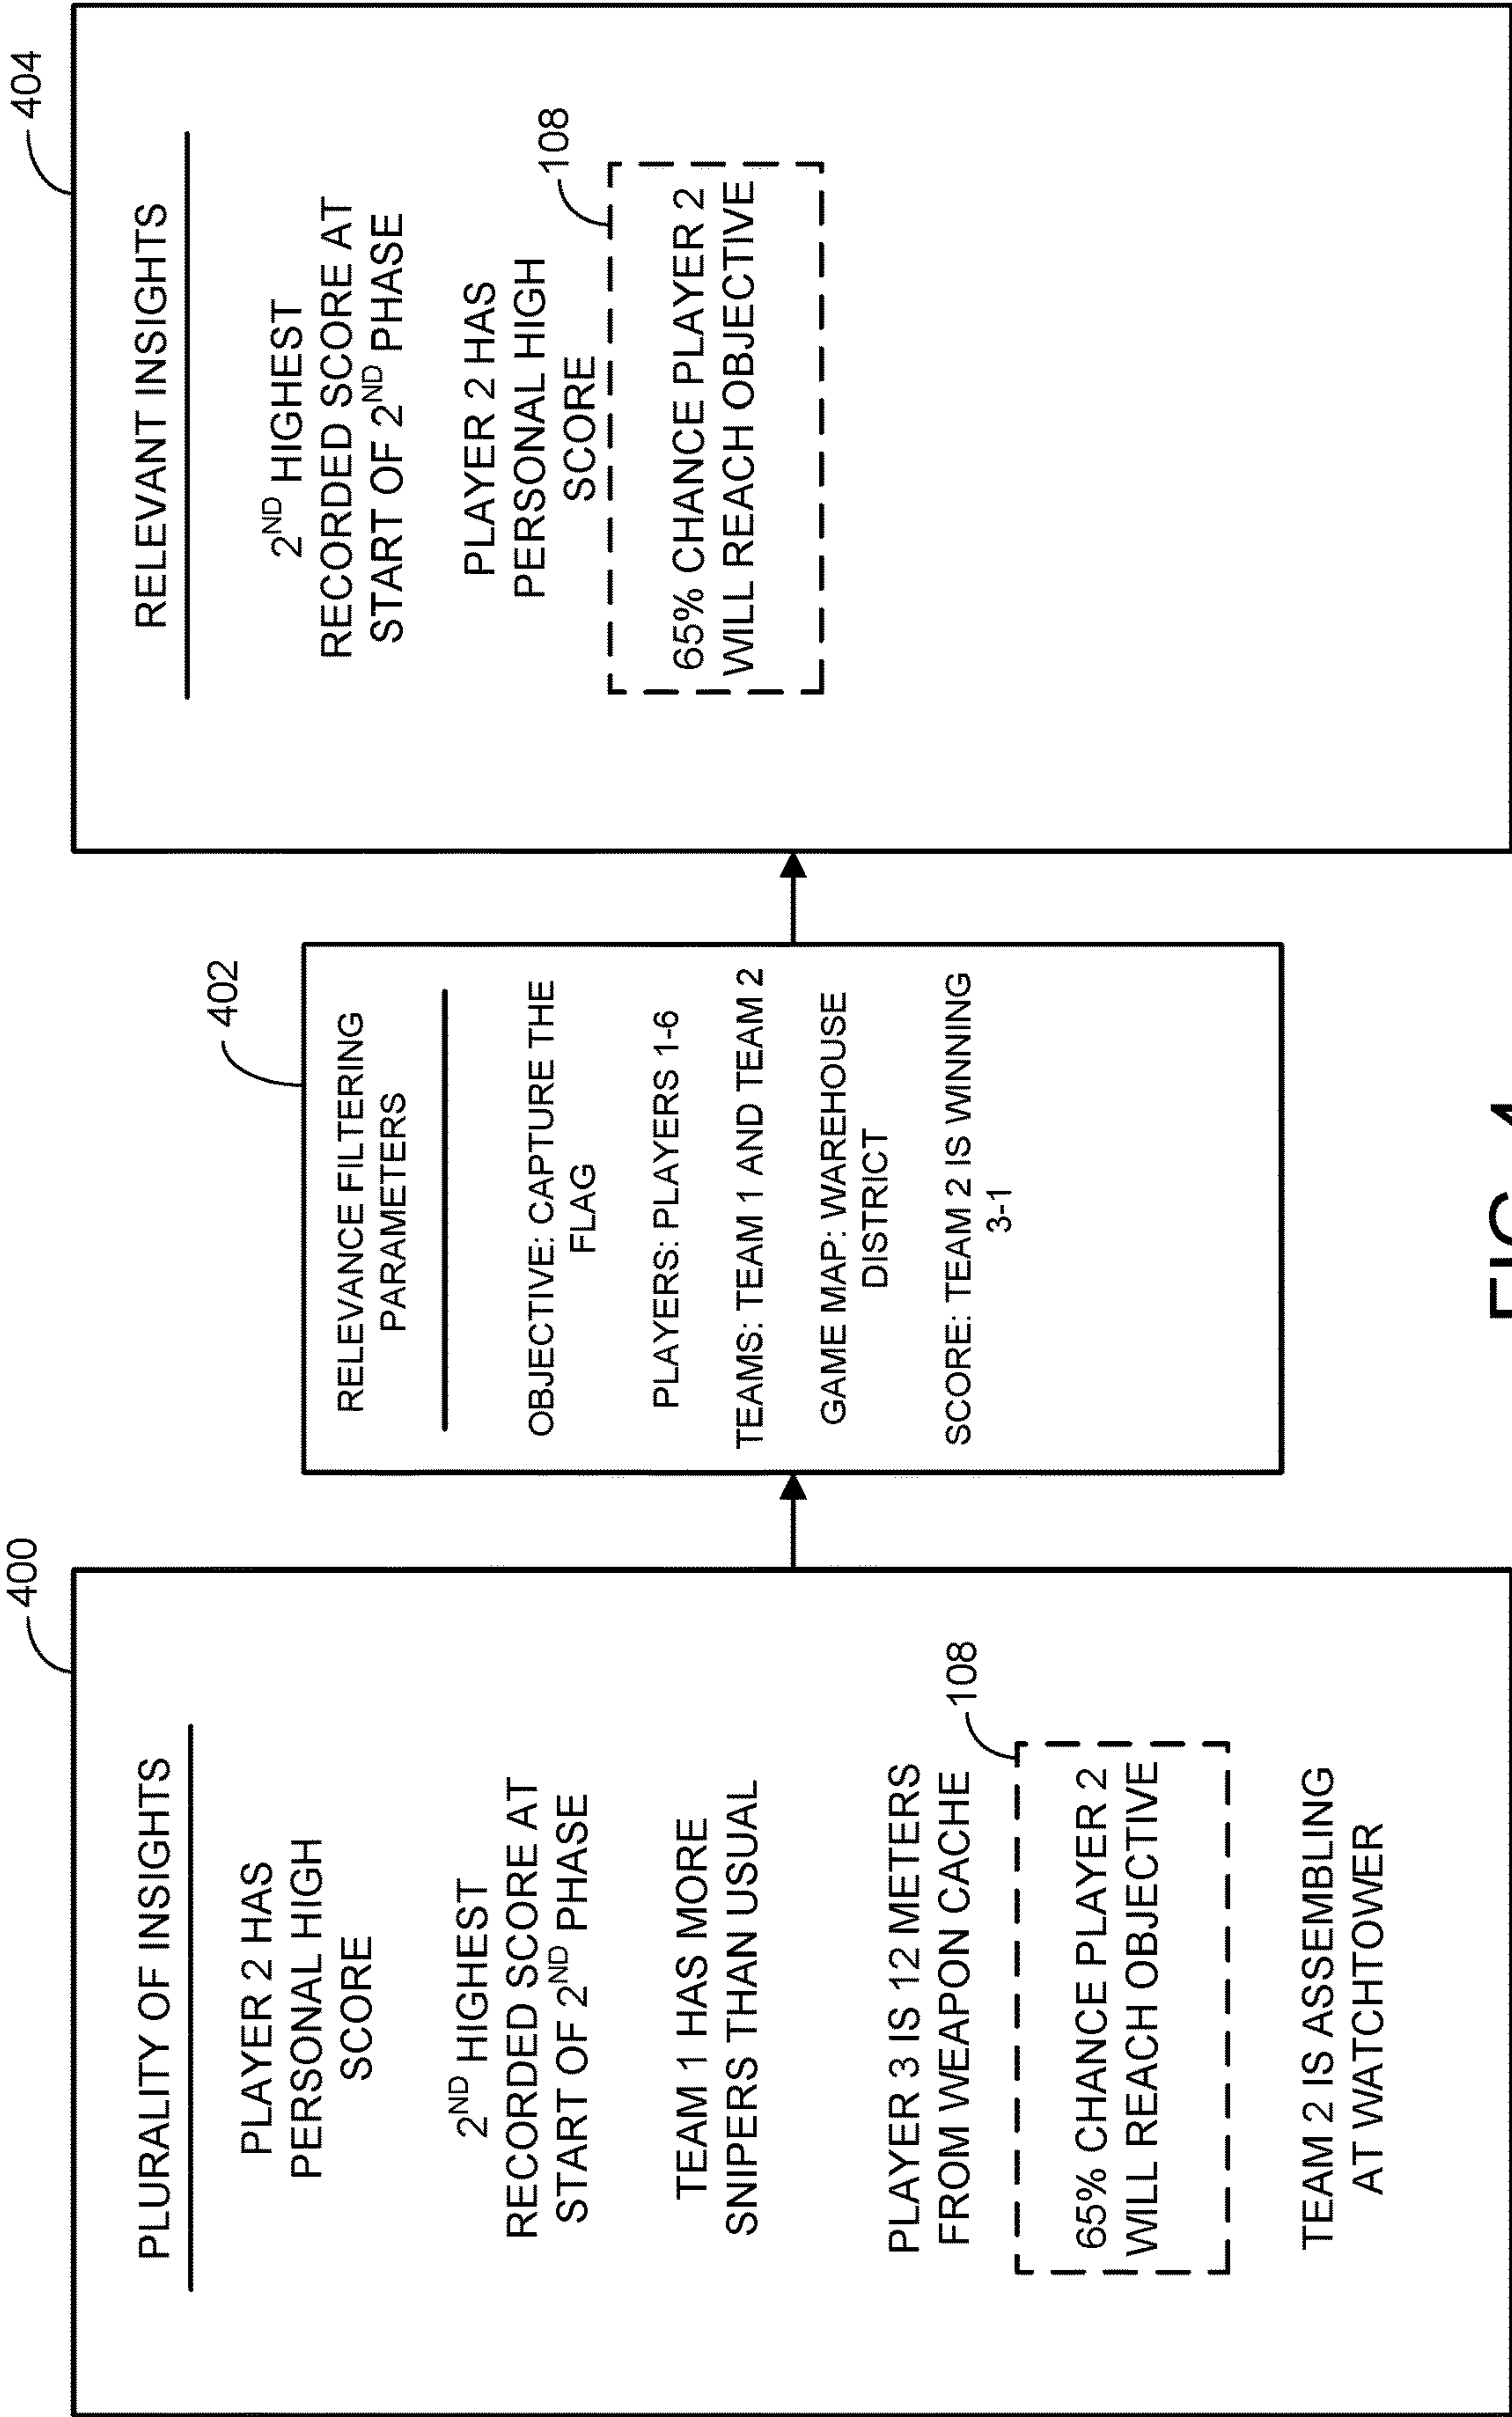 400
PLURALITY OF INSIGHTS
PLAYER 2 HAS
PERSONAL HIGH
SCORE
2ND HIGHEST
RECORDED SCORE AT
START OF 2ND PHASE
TEAM 1 HAS MORE
SNIPERS THAN USUAL
PLAYER 3 IS 12 METERS
FROM WEAPON CACHE
108
65% CHANCE PLAYER 2
WILL REACH OBJECTIVE
TEAM 2 IS ASSEMBLING
AT WATCHTOWER
402
RELEVANCE FILTERING
PARAMETERS
OBJECTIVE: CAPTURE THE
FLAG
PLAYERS: PLAYERS 1-6
TEAMS: TEAM 1 AND TEAM 2
GAME MAP: WAREHOUSE
DISTRICT
SCORE: TEAM 2 IS WINNING
3-1
404
RELEVANT INSIGHTS
2ND HIGHEST
RECORDED SCORE AT
START OF 2ND PHASE
PLAYER 2 HAS
PERSONAL HIGH
SCORE
108
65% CHANCE PLAYER 2
WILL REACH OBJECTIVE
FIG.